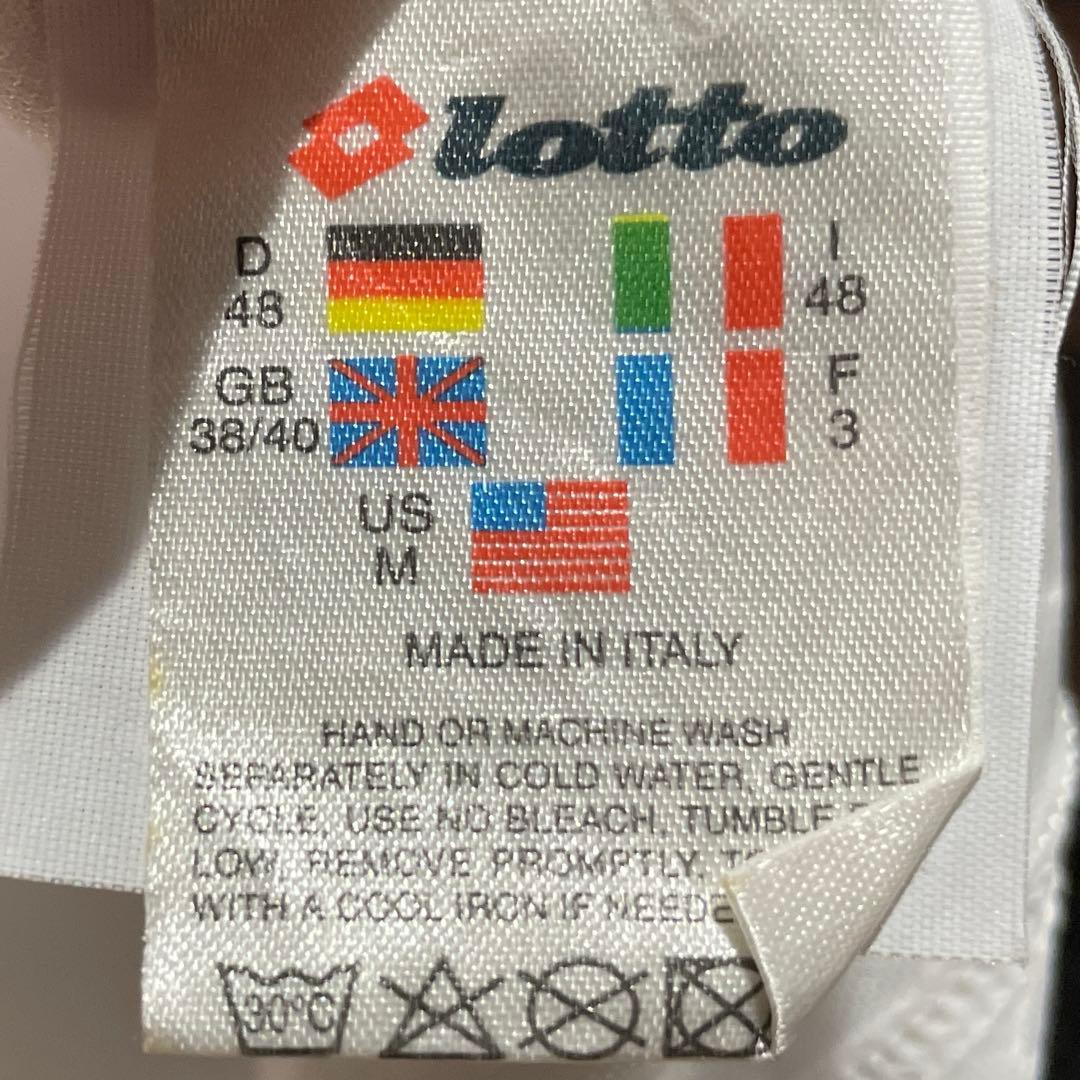 lotto
D
48
I
48
GB
38/40
F
3
US
M
MADE IN ITALY
HAND OR MACHINE WASH
SEPARATELY IN COLD WATER, GENTLE
CYCLE, USE NO BLEACH. TUMBLE
LOW. REMOVE PROMPTLY.
WITH A COOL IRON IF NEEDE
30°C